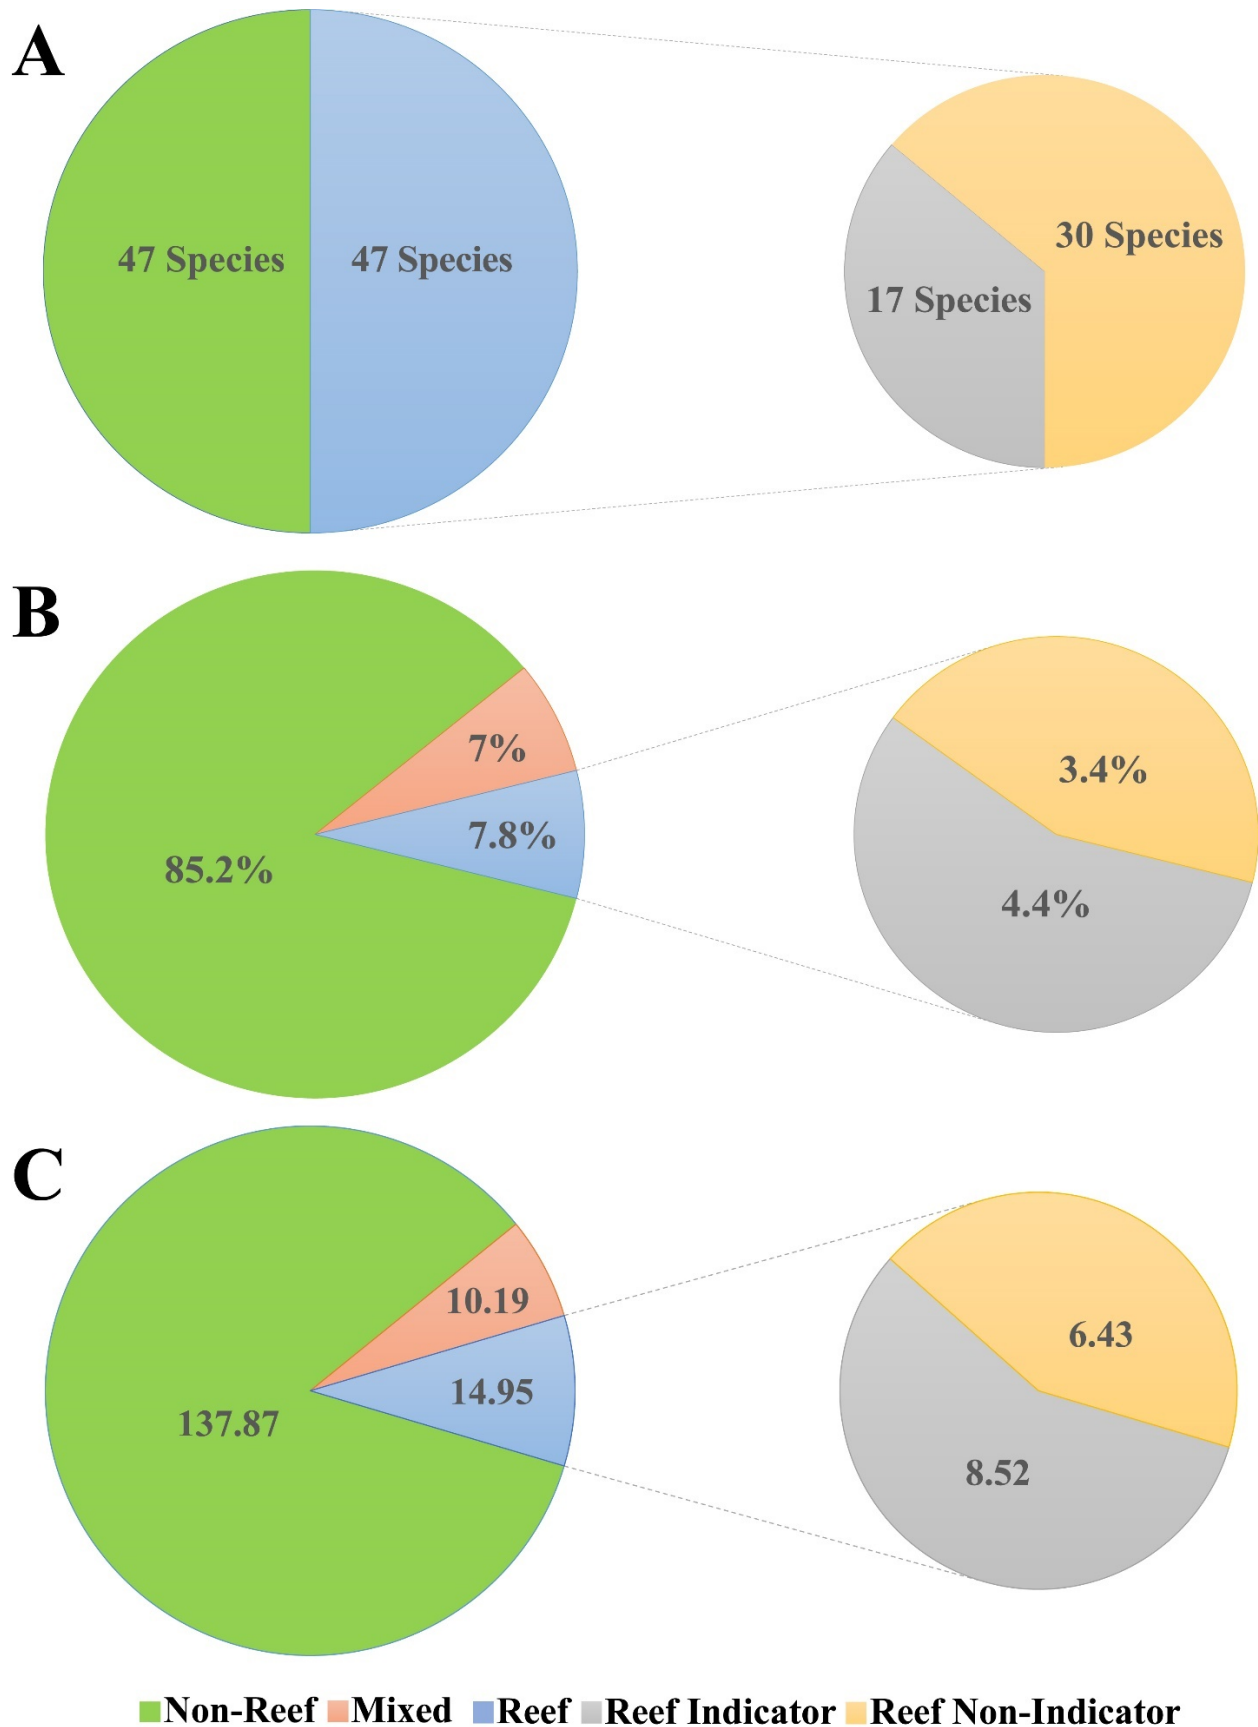 A
47 Species
47 Species
30 Species
17 Species
B
7%
7.8%
85.2%
3.4%
4.4%
C
10.19
14.95
137.87
6.43
8.52
Non-Reef Mixed Reef Reef Indicator Reef Non-Indicator